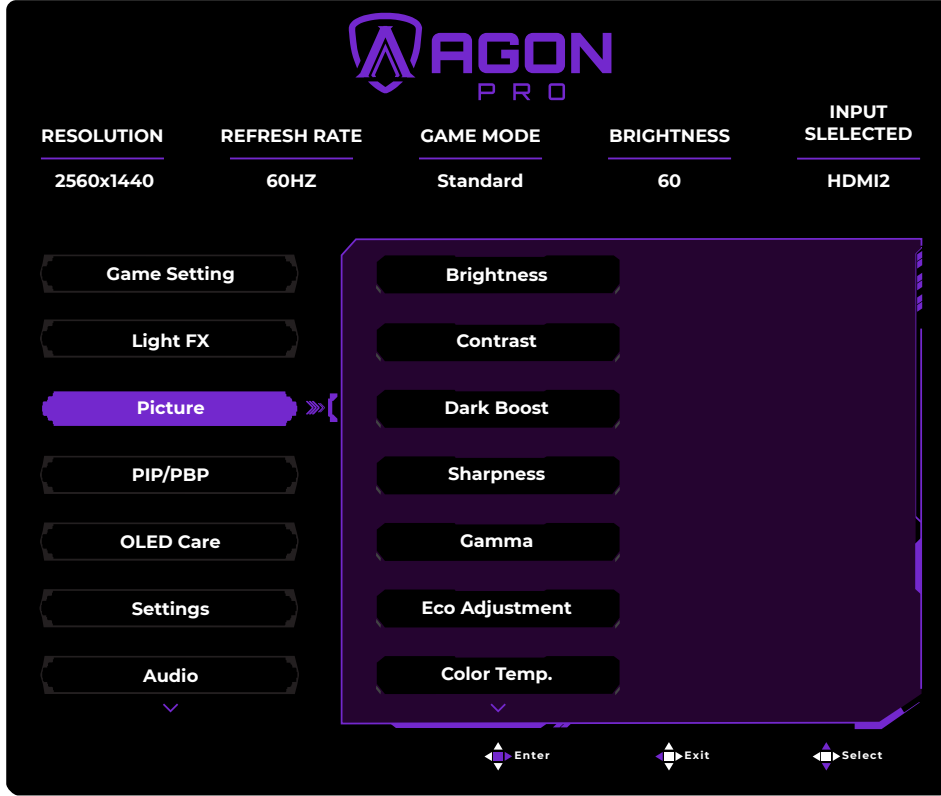 AGON
PRO
RESOLUTION
REFRESH RATE
GAME MODE
BRIGHTNESS
INPUT
SLELECTED
2560x1440
60HZ
Standard
60
HDMI2
Game Setting
Light FX
Picture
PIP/PBP
OLED Care
Settings
Audio
Brightness
Contrast
Dark Boost
Sharpness
Gamma
Eco Adjustment
Color Temp.
Enter
Exit
Select